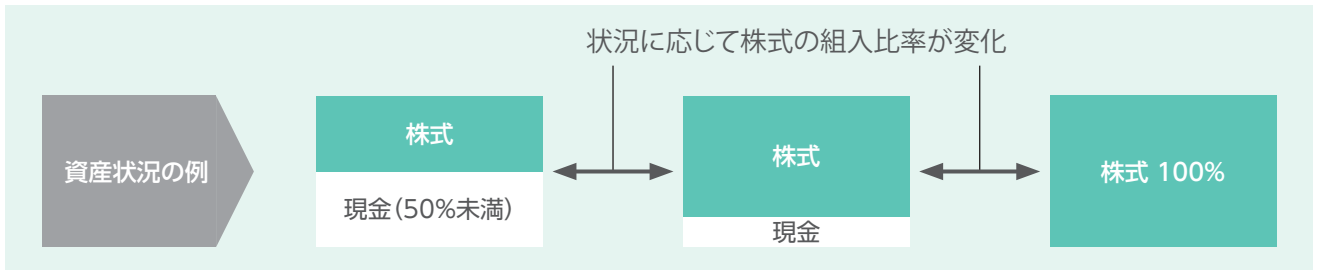 状況に応じて株式の組入比率が変化
資産状況の例
株式
現金（50%未満）
株式
現金
株式 100%